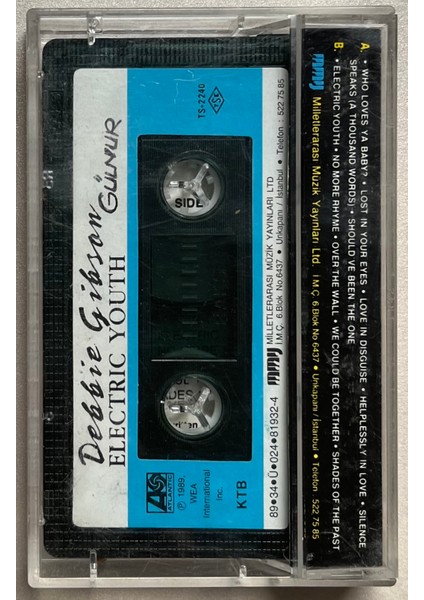 A. • WHO LOVES YA BABY? • LOST IN YOUR EYES • LOVE IN DISGUISE • HELPLESSLY IN LOVE • SILENCE
SPEAKS (A THOUSAND WORDS) • SHOULD'VE BEEN THE ONE
B. • ELECTRIC YOUTH • NO MORE RHYME • OVER THE WALL • WE COULD BE TOGETHER • SHADES OF THE PAST
MMY Milletlerarası Müzik Yayınları Ltd. İ.M.Ç. 6.Blok No 6437 • Unkapanı / İstanbul • Telefon 522 75 85
Debbie Gibson
GÜLNUR
ELECTRIC YOUTH
TS-2240
TSE
SIDE
ATLANTIC
℗ 1989,
WEA
International
Inc.
KTB
MMY MİLLETLERARASI MÜZİK YAYINLARI LTD
İ.M.Ç. 6.Blok No.6437 • Unkapanı / İstanbul • Telefon : 522 75 85
89•34•Ü•024•81932-4